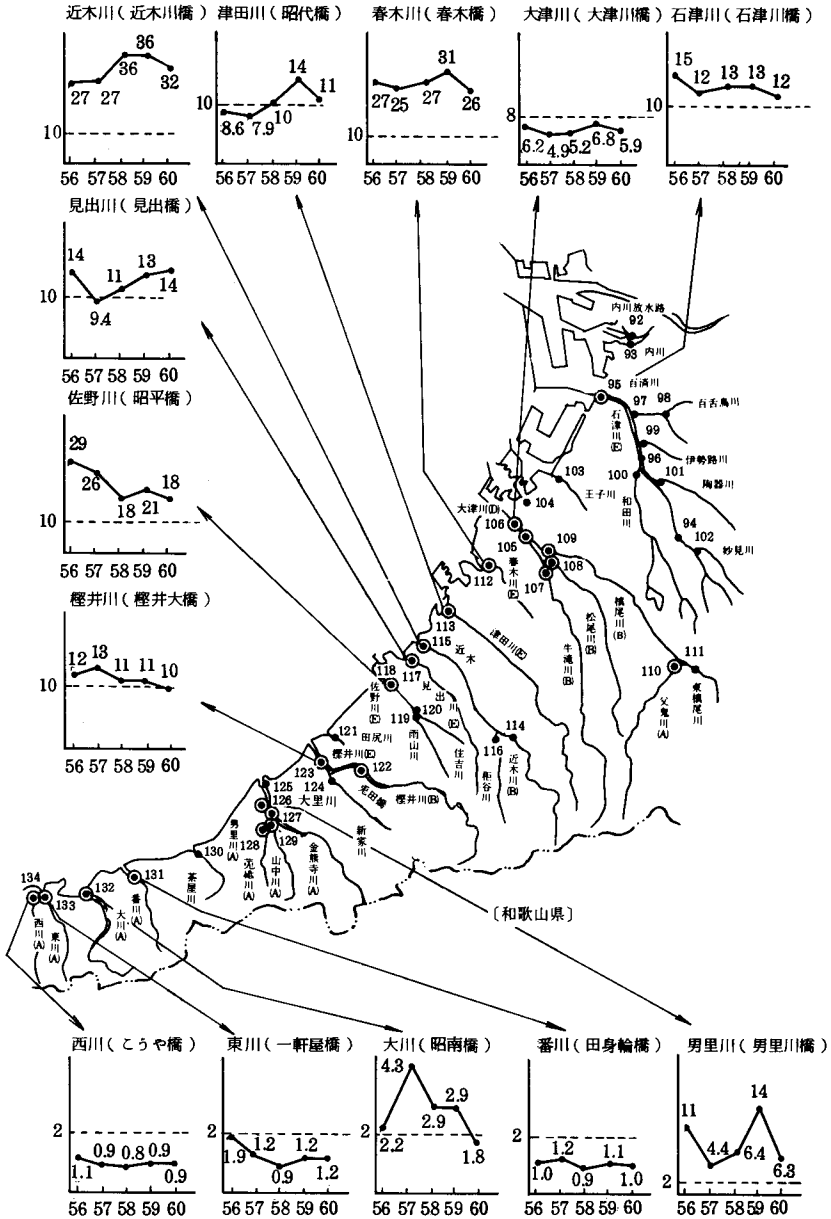 近木川(近木川橋)
36
36
32
27
27
10
56 57 58 59 60
津田川(昭代橋)
14
11
10
10
8.6
7.9
56 57 58 59 60
春木川(春木橋)
31
27
25
27
26
10
56 57 58 59 60
大津川(大津川橋)
8
6.2
4.9
5.2
6.8
5.9
56 57 58 59 60
石津川(石津川橋)
15
12
13
13
12
10
56 57 58 59 60
見出川(見出橋)
14
9.4
11
13
14
10
56 57 58 59 60
佐野川(昭平橋)
29
26
18
21
18
10
56 57 58 59 60
樫井川(樫井大橋)
12
13
11
11
10
10
56 57 58 59 60
内川放水路
92
93
内川
95
百済川
97
98
百舌鳥川
石津川(E)
99
伊勢路川
96
100
101
陶器川
和田川
94
102
妙見川
103
王子川
104
大津川(D)
106
105
109
108
107
112
春木川(E)
槇尾川(B)
松尾川(B)
牛滝川(B)
111
110
東槇尾川
父鬼川(A)
113
津田川(E)
115
近木
117
118
見出川(E)
佐野川(E)
120
119
雨山川
住吉川
116
114
近木川(B)
秬谷川
121
田尻川
樫井川(E)
123
122
124
兎田橋
樫井川(B)
大里川
新家川
125
126
127
128
129
男里川(A)
菟砥川(A)
山中川(A)
金熊寺川(A)
130
茶屋川
131
番川(A)
132
大川(A)
134
133
西川(A)
東川(A)
〔和歌山県〕
西川(こうや橋)
2
1.1
0.9
0.8
0.9
0.9
56 57 58 59 60
東川(一軒屋橋)
2
1.9
1.2
0.9
1.2
1.2
56 57 58 59 60
大川(昭南橋)
4.3
2
2.2
2.9
2.9
1.8
56 57 58 59 60
番川(田身輪橋)
2
1.0
1.2
0.9
1.1
1.0
56 57 58 59 60
男里川(男里川橋)
11
4.4
6.4
14
6.3
2
56 57 58 59 60